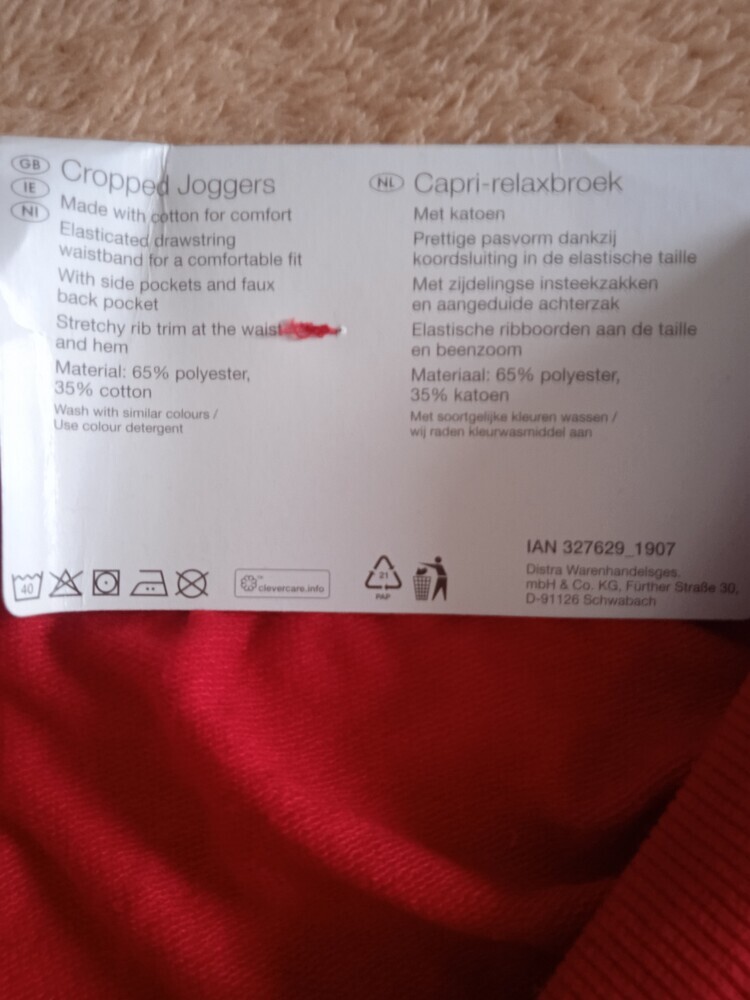 GB
IE
NI
Cropped Joggers
Made with cotton for comfort
Elasticated drawstring
waistband for a comfortable fit
With side pockets and faux
back pocket
Stretchy rib trim at the waist
and hem
Material: 65% polyester,
35% cotton
Wash with similar colours /
Use colour detergent
NL
Capri-relaxbroek
Met katoen
Prettige pasvorm dankzij
koordsluiting in de elastische taille
Met zijdelingse insteekzakken
en aangeduide achterzak
Elastische ribboorden aan de taille
en beenzoom
Materiaal: 65% polyester,
35% katoen
Met soortgelijke kleuren wassen /
wij raden kleurwasmiddel aan
40
clevercare.info
21
PAP
IAN 327629_1907
Distra Warenhandelsges.
mbH & Co. KG, Further Straße 30,
D-91126 Schwabach